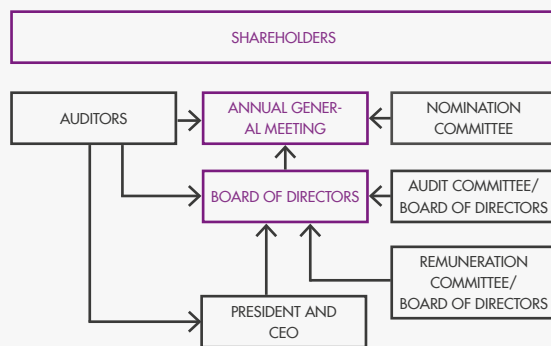 SHAREHOLDERS
AUDITORS
ANNUAL GENER-
AL MEETING
NOMINATION
COMMITTEE
BOARD OF DIRECTORS
AUDIT COMMITTEE/
BOARD OF DIRECTORS
REMUNERATION
COMMITTEE/
BOARD OF DIRECTORS
PRESIDENT AND
CEO